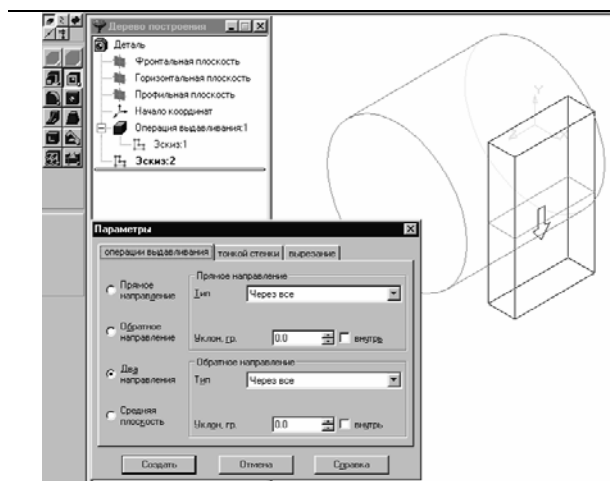 Дерево построения
Деталь
Фронтальная плоскость
Горизонтальная плоскость
Профильная плоскость
Начало координат
Операция выдавливания:1
Эскиз:1
Эскиз:2
Y
Параметры
операции выдавливания тонкой стенки вырезание
Прямое направление
Обратное направление
Два направления
Средняя плоскость
Прямое направление
Тип Через все
Уклон, гр. 0.0 внутрь
Обратное направление
Тип Через все
Уклон, гр. 0.0 внутрь
Создать Отмена Справка